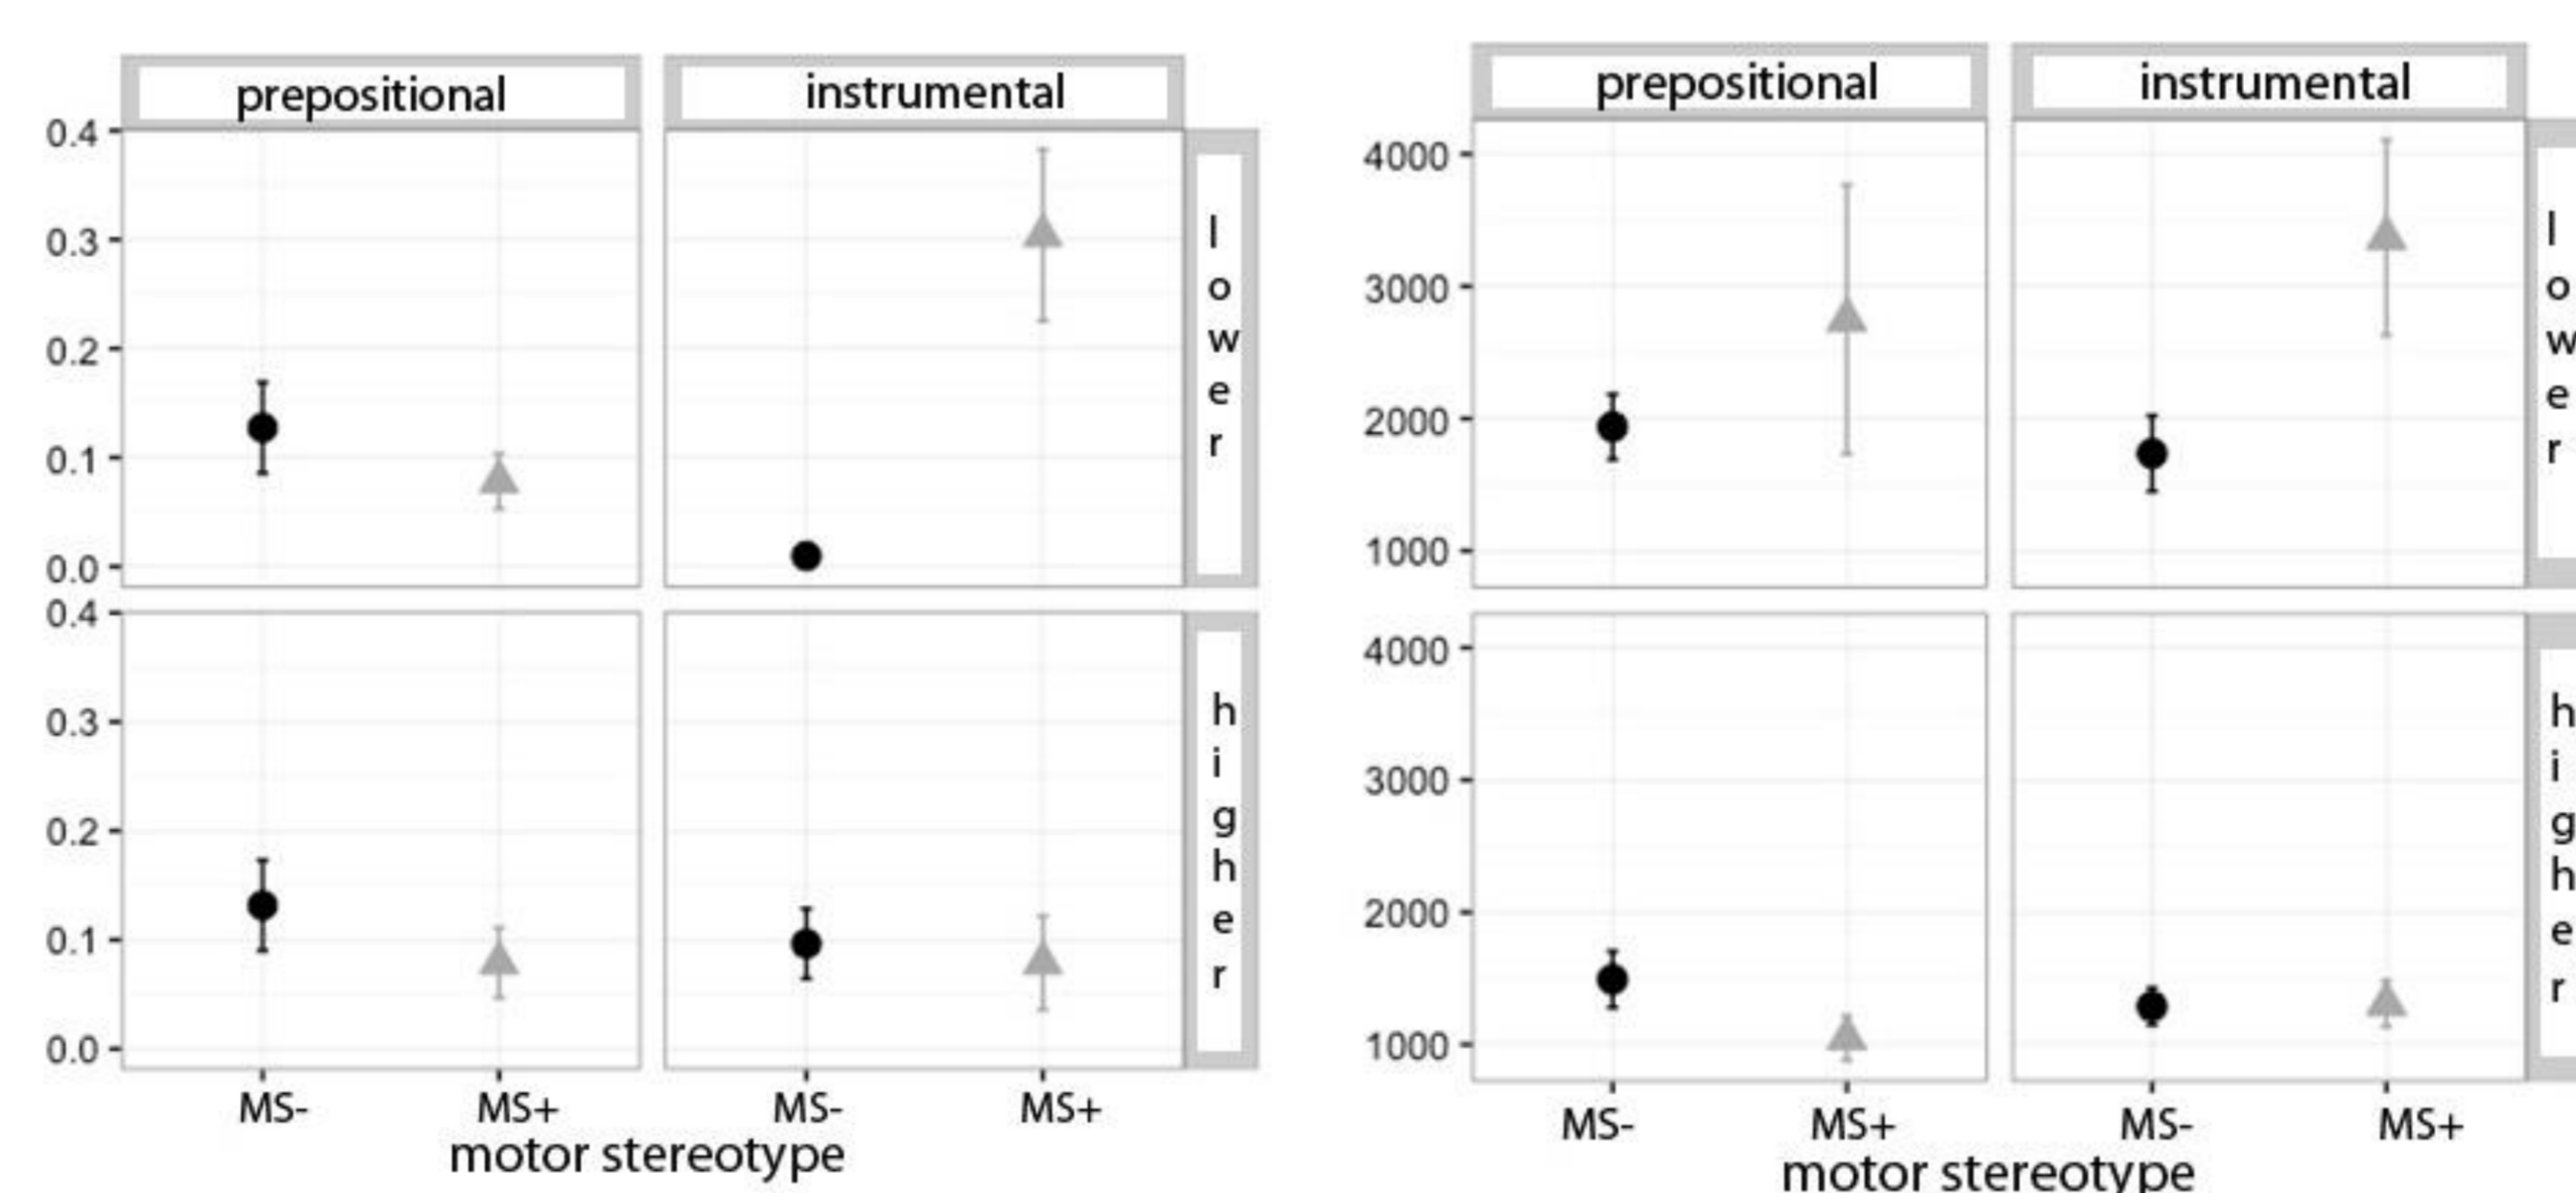 prepositional instrumental
0.4
0.3
0.2
0.1
0.0
lower
0.4
0.3
0.2
0.1
0.0
higher
MS- MS+ MS- MS+
motor stereotype
prepositional instrumental
4000
3000
2000
1000
lower
4000
3000
2000
1000
higher
MS- MS+ MS- MS+
motor stereotype